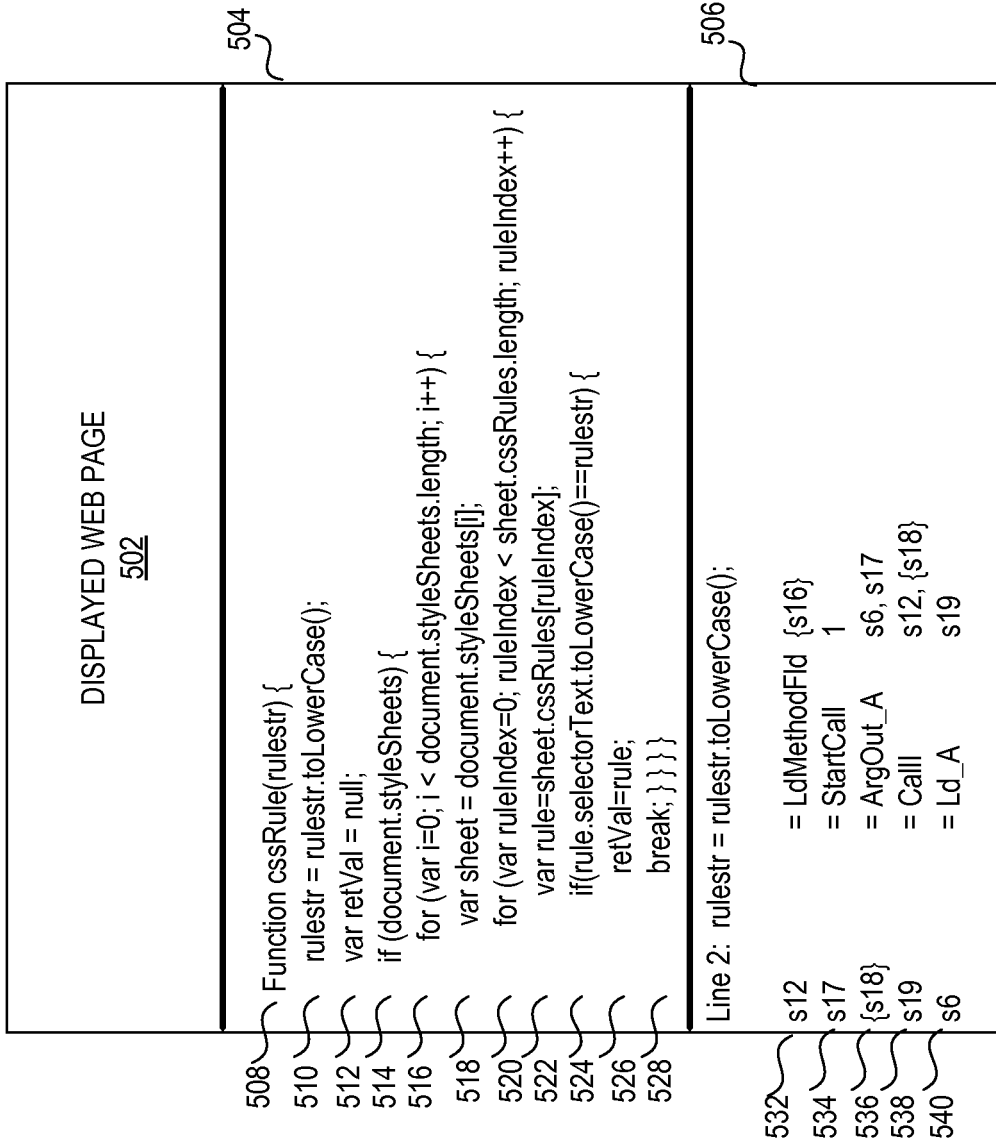 DISPLAYED WEB PAGE
502
504
508 Function cssRule(rulestr) {
510 rulestr = rulestr.toLowerCase();
512 var retVal = null;
514 if (document.styleSheets) {
516 for (var i=0; i < document.styleSheets.length; i++) {
518 var sheet = document.styleSheets[i];
520 for (var ruleIndex=0; ruleIndex < sheet.cssRules.length; ruleIndex++) {
522 var rule=sheet.cssRules[ruleIndex];
524 if(rule.selectorText.toLowerCase()==rulestr) {
526 retVal=rule;
528 break; } } } }
506
Line 2: rulestr = rulestr.toLowerCase();
532 s12 = LdMethodFld {s16}
534 s17 = StartCall 1
536 {s18} = ArgOut_A s6, s17
538 s19 = CallI s12, {s18}
540 s6 = Ld_A s19